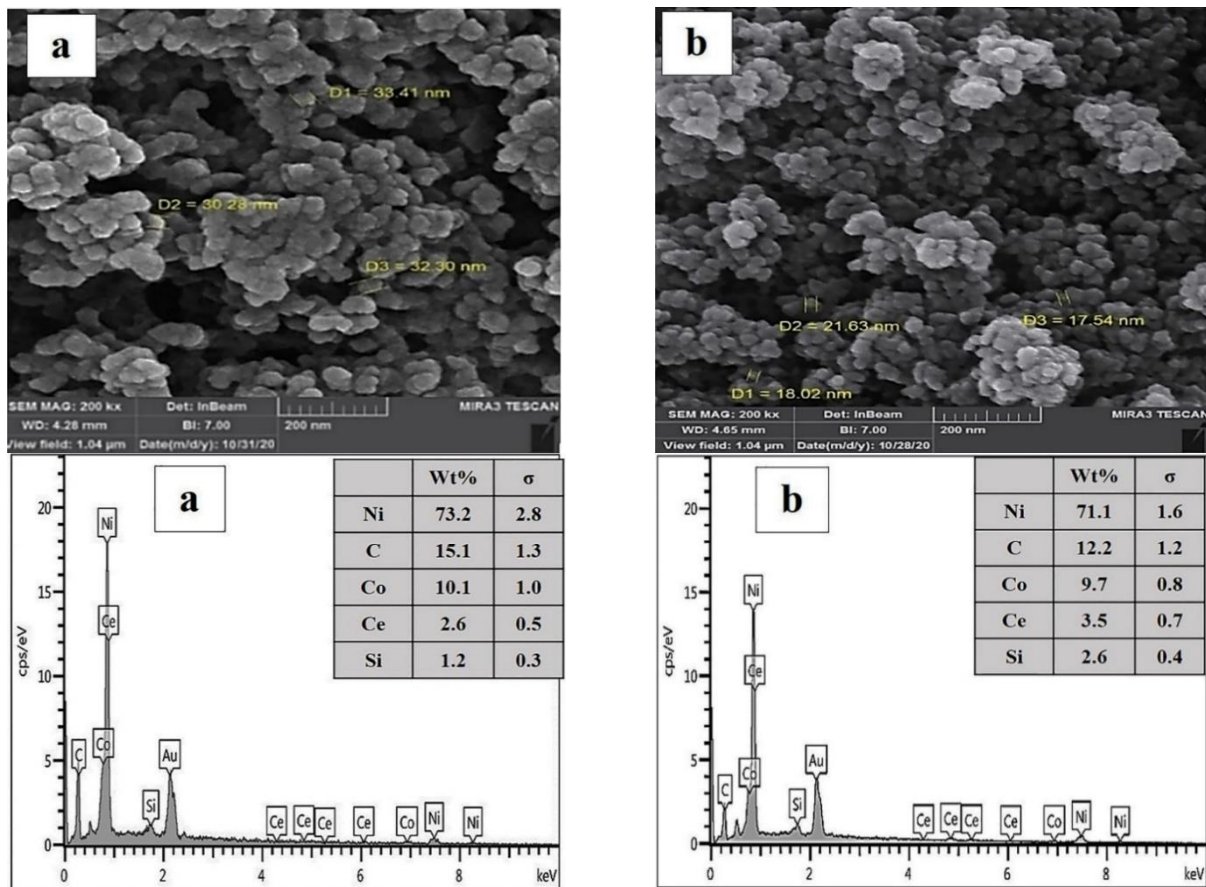 a
D1 = 33.41 nm
D2 = 30.28 nm
D3 = 32.30 nm
SEM MAG: 200 kx Det: InBeam MIRA3 TESCAN
WD: 4.28 mm BI: 7.00 200 nm
View field: 1.04 µm Date(m/d/y): 10/31/20
b
D2 = 21.63 nm
D3 = 17.54 nm
D1 = 18.02 nm
SEM MAG: 200 kx Det: InBeam MIRA3 TESCAN
WD: 4.65 mm BI: 7.00 200 nm
View field: 1.04 µm Date(m/d/y): 10/28/20
a
Wt% σ
Ni 73.2 2.8
C 15.1 1.3
Co 10.1 1.0
Ce 2.6 0.5
Si 1.2 0.3
cps/eV
20
15
10
5
0
Ni
Ce
C Co Au
Si
Ce Ce Ce Ce Co Ni Ni
0 2 4 6 8 keV
b
Wt% σ
Ni 71.1 1.6
C 12.2 1.2
Co 9.7 0.8
Ce 3.5 0.7
Si 2.6 0.4
cps/eV
20
15
10
5
0
Ni
Ce
Co Au
C Si
Ce Ce Ce Ce Co Ni Ni
0 2 4 6 8 keV